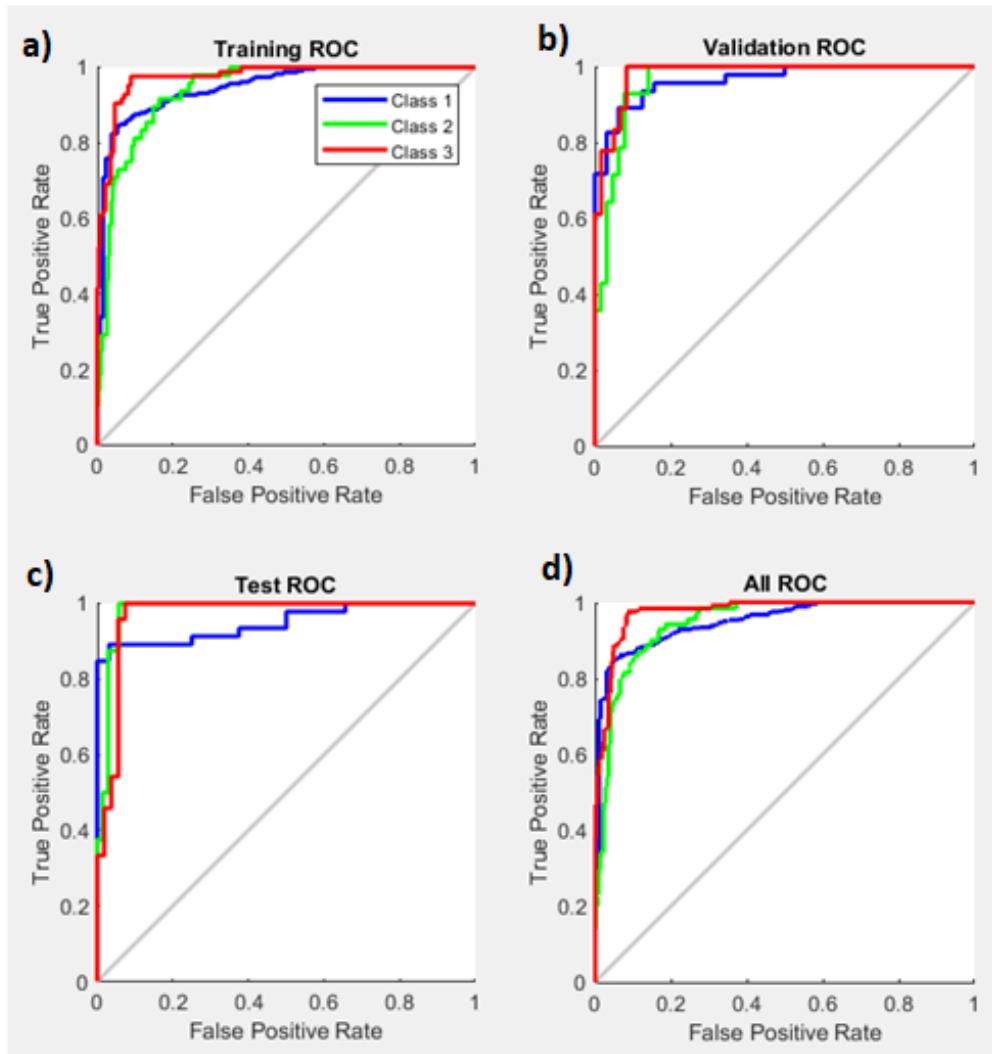 a)
Training ROC
1
0.8
0.6
0.4
0.2
0
True Positive Rate
Class 1
Class 2
Class 3
0 0.2 0.4 0.6 0.8 1
False Positive Rate
b)
Validation ROC
1
0.8
0.6
0.4
0.2
0
True Positive Rate
0 0.2 0.4 0.6 0.8 1
False Positive Rate
c)
Test ROC
1
0.8
0.6
0.4
0.2
0
True Positive Rate
0 0.2 0.4 0.6 0.8 1
False Positive Rate
d)
All ROC
1
0.8
0.6
0.4
0.2
0
True Positive Rate
0 0.2 0.4 0.6 0.8 1
False Positive Rate